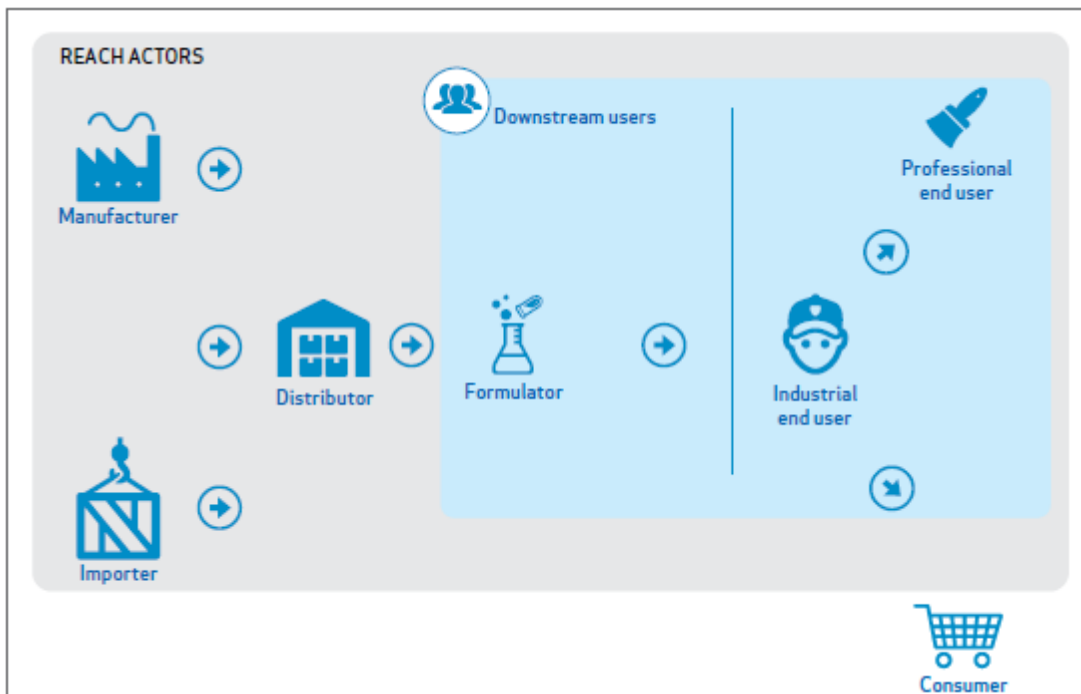 REACH ACTORS
Downstream users
Manufacturer
Professional
end user
Distributor
Formulator
Industrial
end user
Importer
Consumer